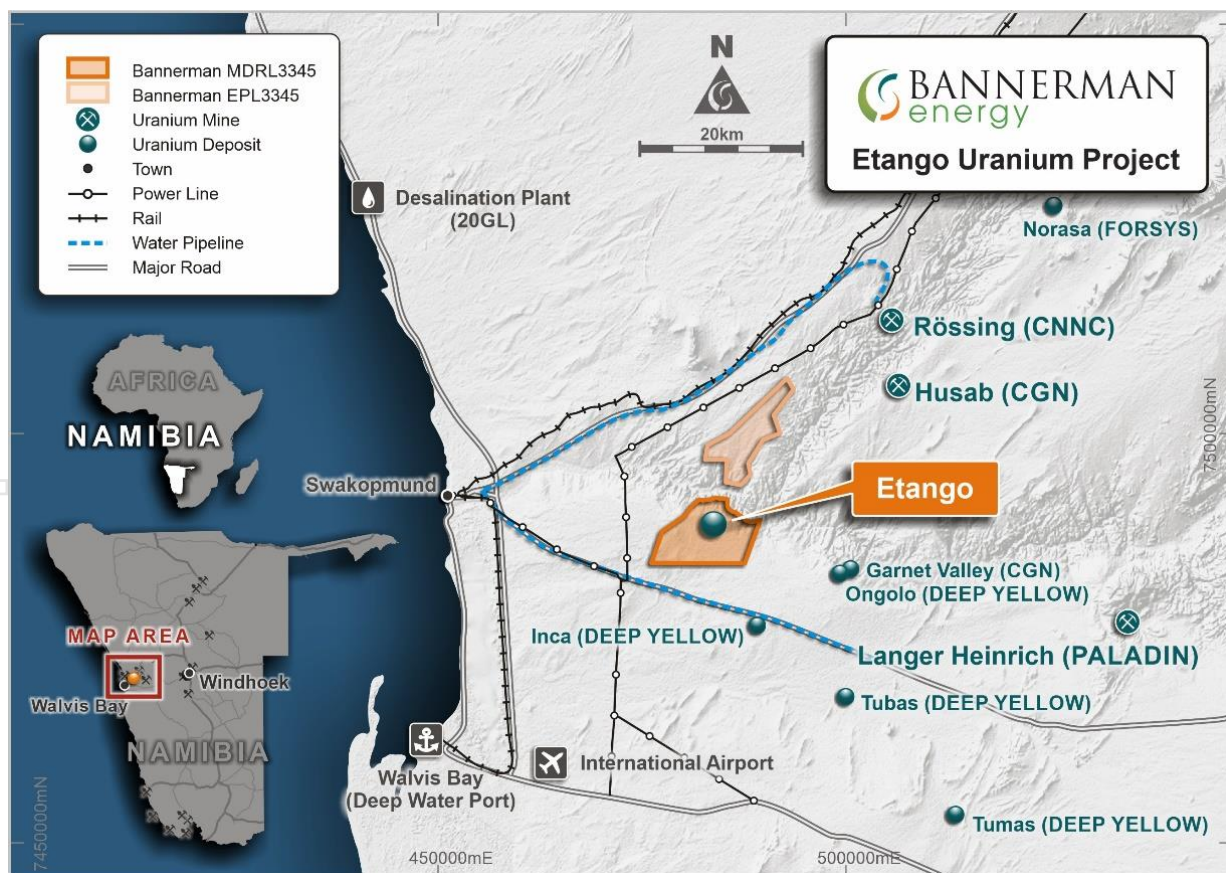 Bannerman MDRL3345
Bannerman EPL3345
Uranium Mine
Uranium Deposit
Town
Power Line
Rail
Water Pipeline
Major Road
N
20km
BANNERMAN
energy
Etango Uranium Project
Desalination Plant
(20GL)
Norasa (FORSYS)
Rössing (CNNC)
Husab (CGN)
7500000mN
AFRICA
NAMIBIA
Swakopmund
Etango
Garnet Valley (CGN)
Ongolo (DEEP YELLOW)
Inca (DEEP YELLOW)
Langer Heinrich (PALADIN)
Tubas (DEEP YELLOW)
MAP AREA
Windhoek
Walvis Bay
NAMIBIA
Walvis Bay
(Deep Water Port)
International Airport
Tumas (DEEP YELLOW)
7450000mN
450000mE
500000mE